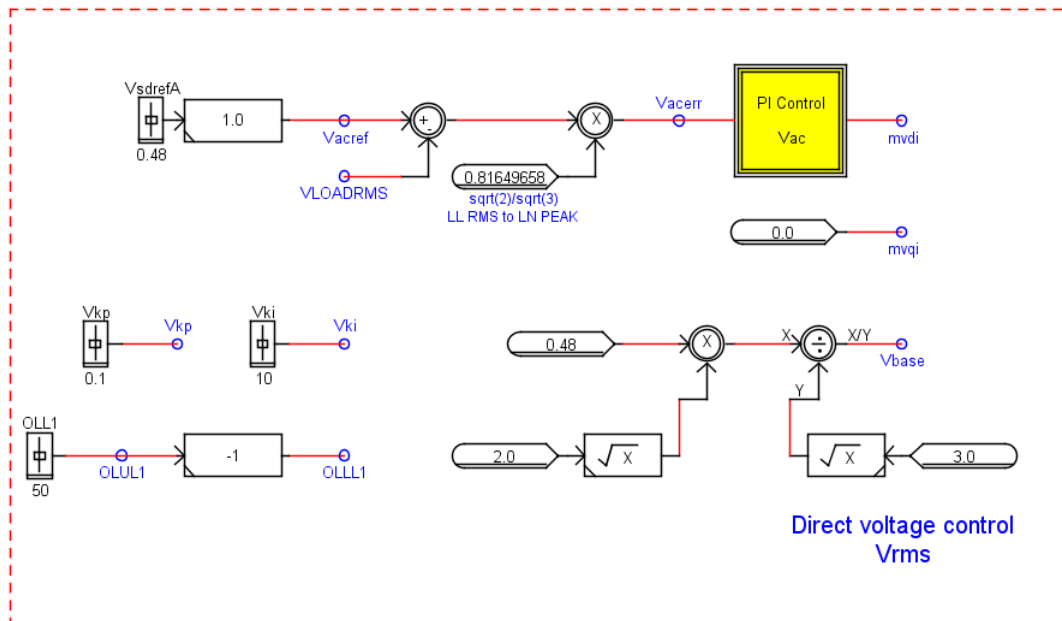 VsdrefA
1.0
0.48
Vacref
+
-
VLOADRMS
X
0.81649658
sqrt(2)/sqrt(3)
LL RMS to LN PEAK
Vacerr
PI Control
Vac
mvdi
0.0
mvqi
Vkp
Vkp
0.1
Vki
Vki
10
0.48
X
X
÷
X/Y
Vbase
Y
OLL1
50
OLUL1
-1
OLLL1
2.0
√X
√X
3.0
Direct voltage control
Vrms